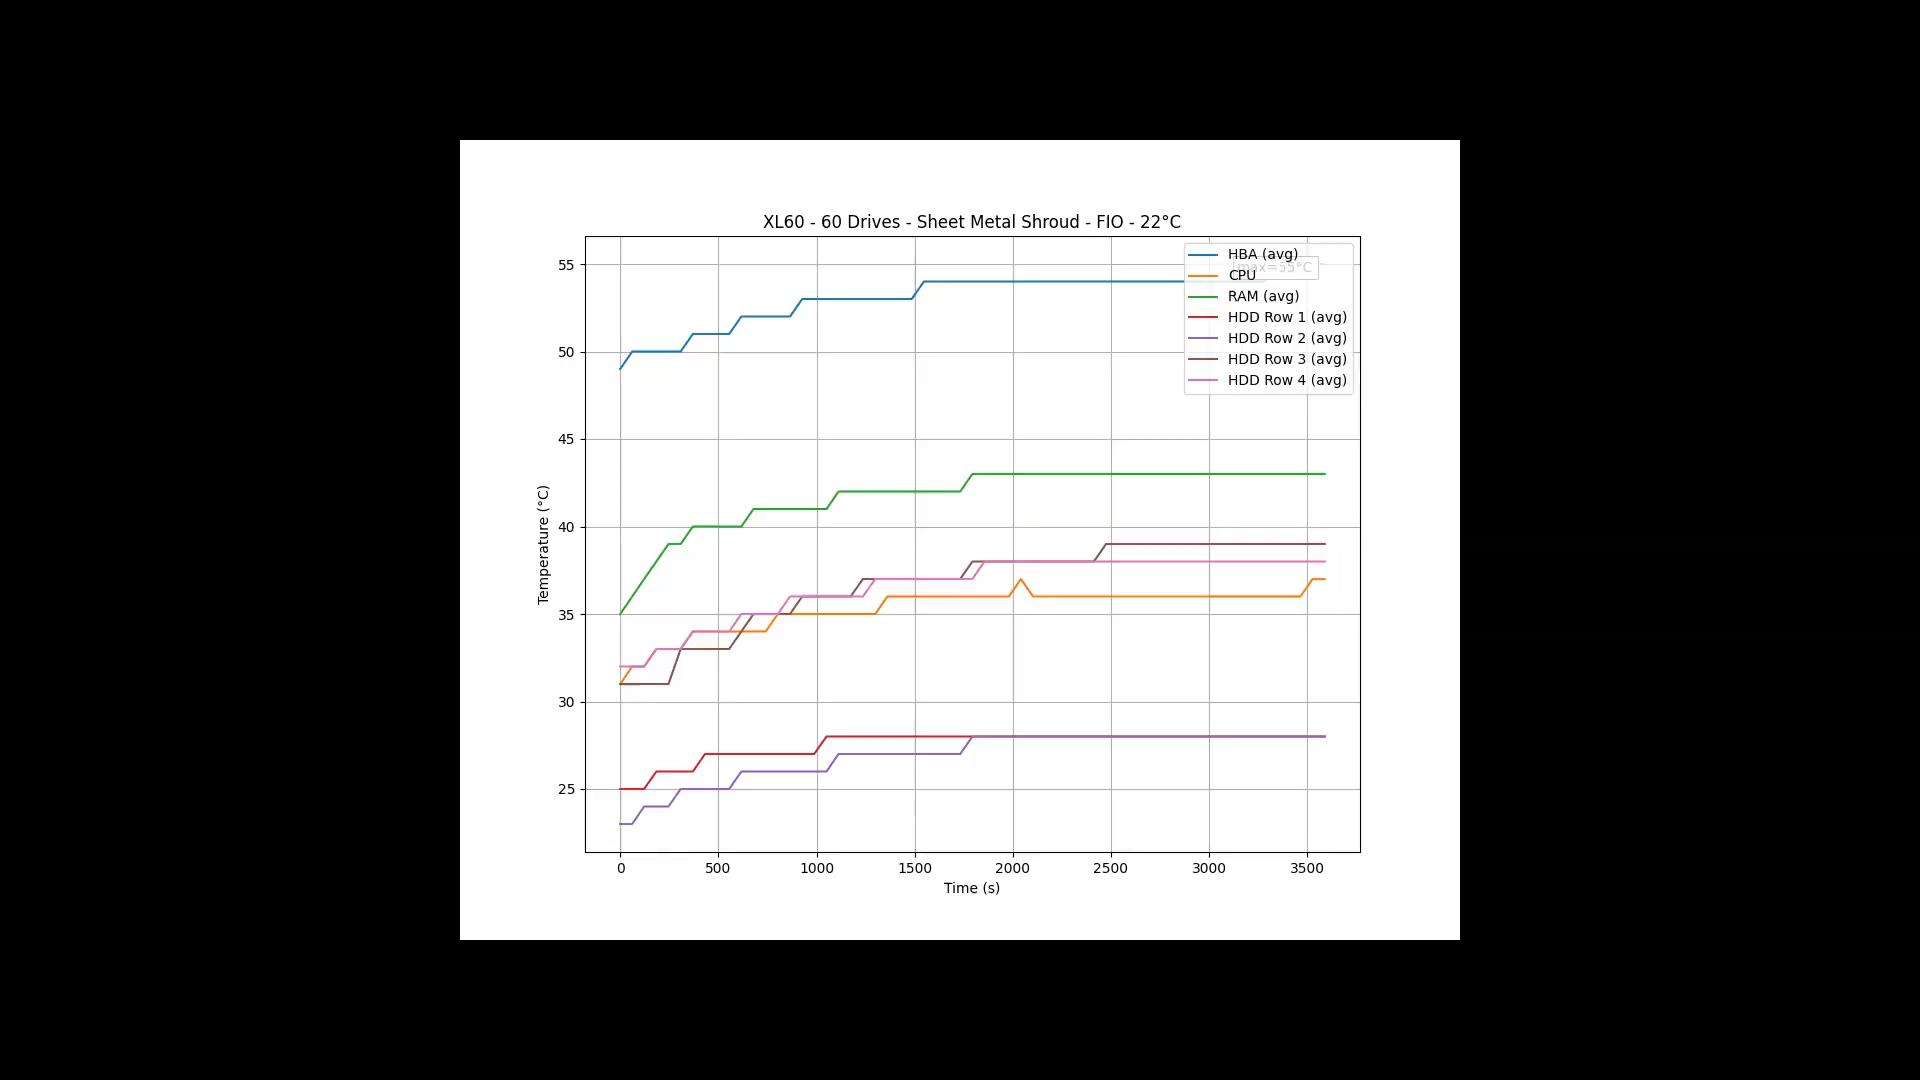 XL60 - 60 Drives - Sheet Metal Shroud - FIO - 22°C
HBA (avg)
max=55°C
CPU
RAM (avg)
HDD Row 1 (avg)
HDD Row 2 (avg)
HDD Row 3 (avg)
HDD Row 4 (avg)
55
50
45
40
35
30
25
Temperature (°C)
0 500 1000 1500 2000 2500 3000 3500
Time (s)